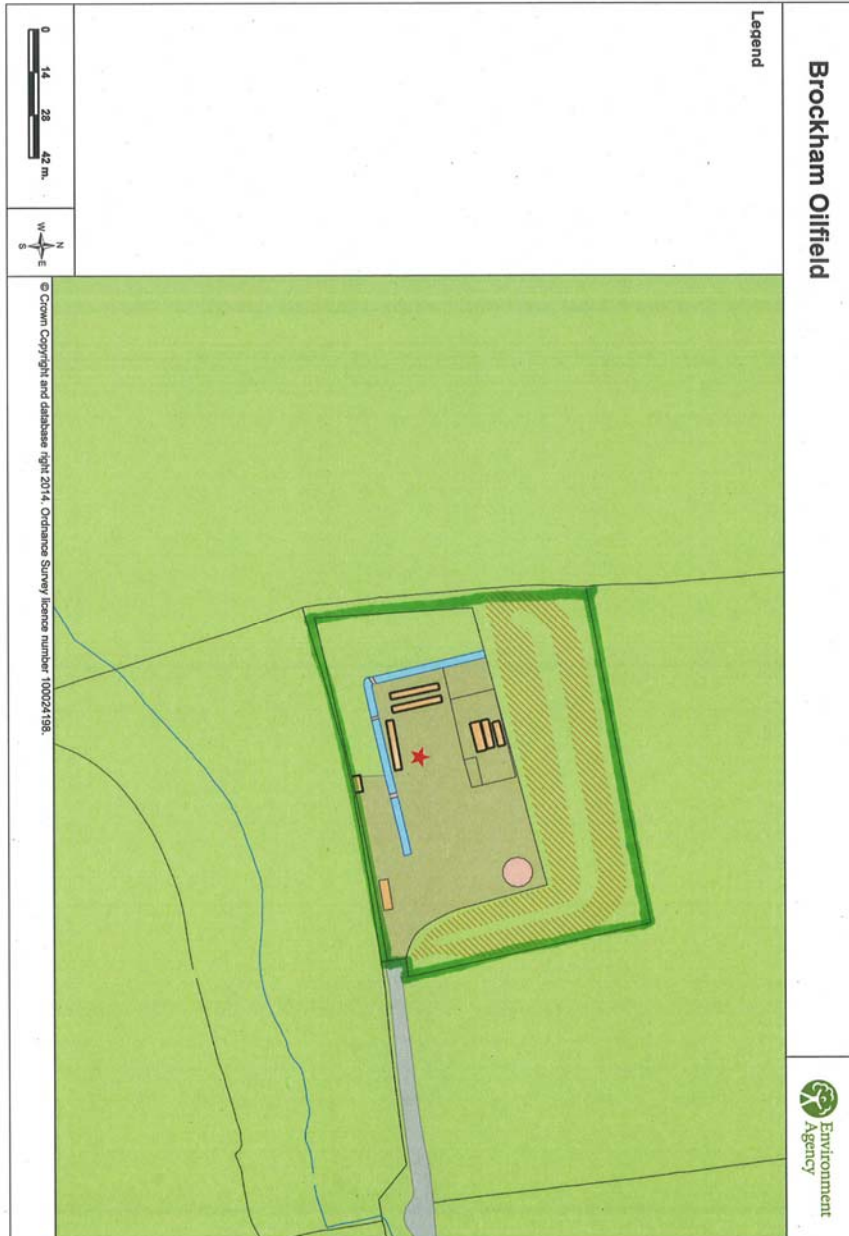 Brockham Oilfield
Environment
Agency
Legend
0 14 28 42 m.
N
W E
S
© Crown Copyright and database right 2014. Ordnance Survey licence number 100024198.